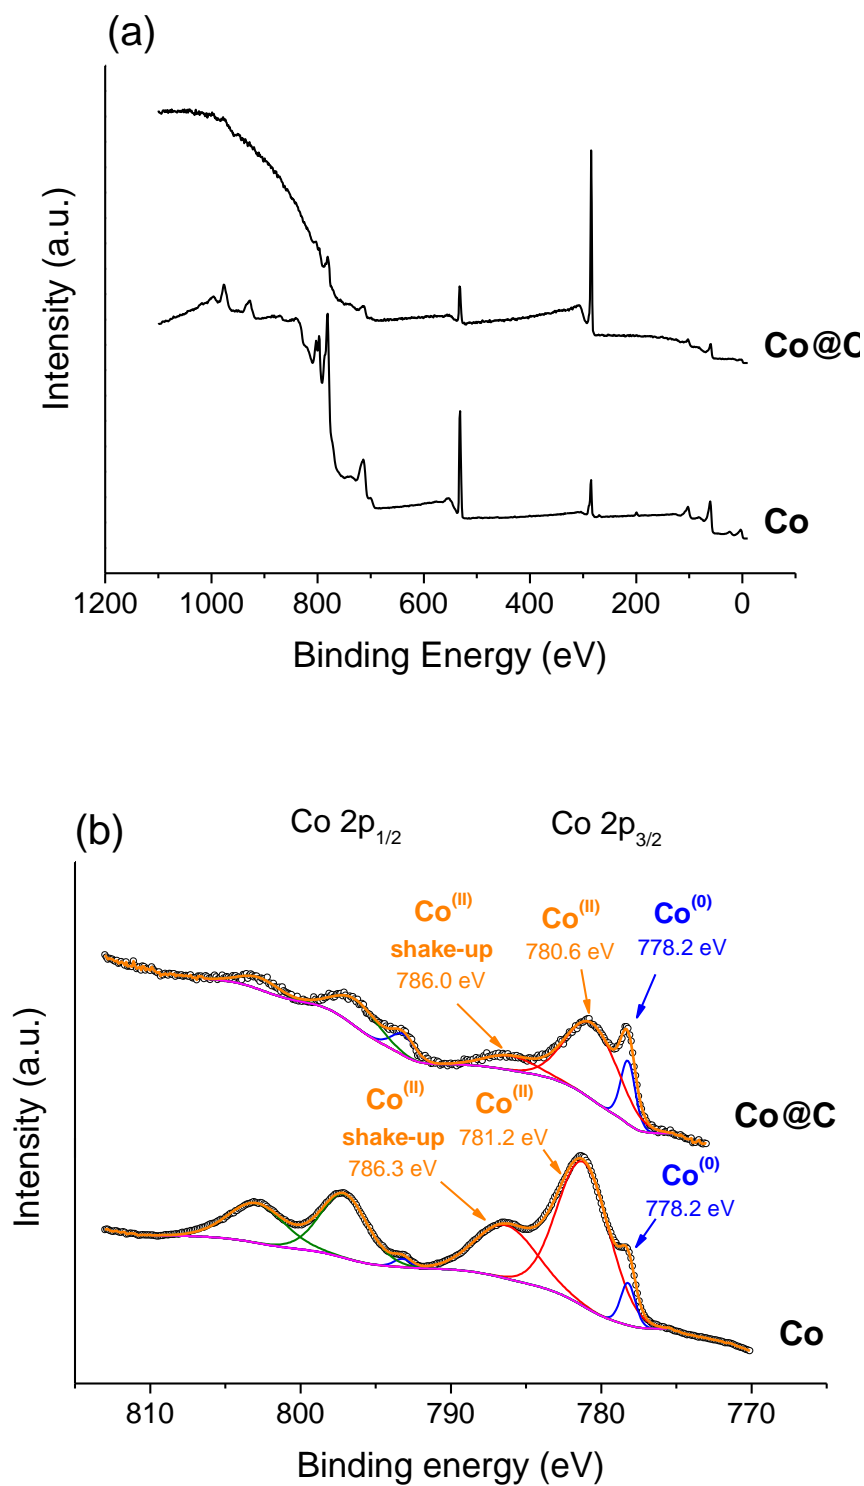 (a)
Intensity (a.u.)
Co@C
Co
1200 1000 800 600 400 200 0
Binding Energy (eV)
(b)
Co 2p1/2 Co 2p3/2
Co(II)
shake-up
786.0 eV
Co(II)
780.6 eV
Co(0)
778.2 eV
Co@C
Co(II)
shake-up
786.3 eV
Co(II)
781.2 eV
Co(0)
778.2 eV
Co
Intensity (a.u.)
810 800 790 780 770
Binding energy (eV)